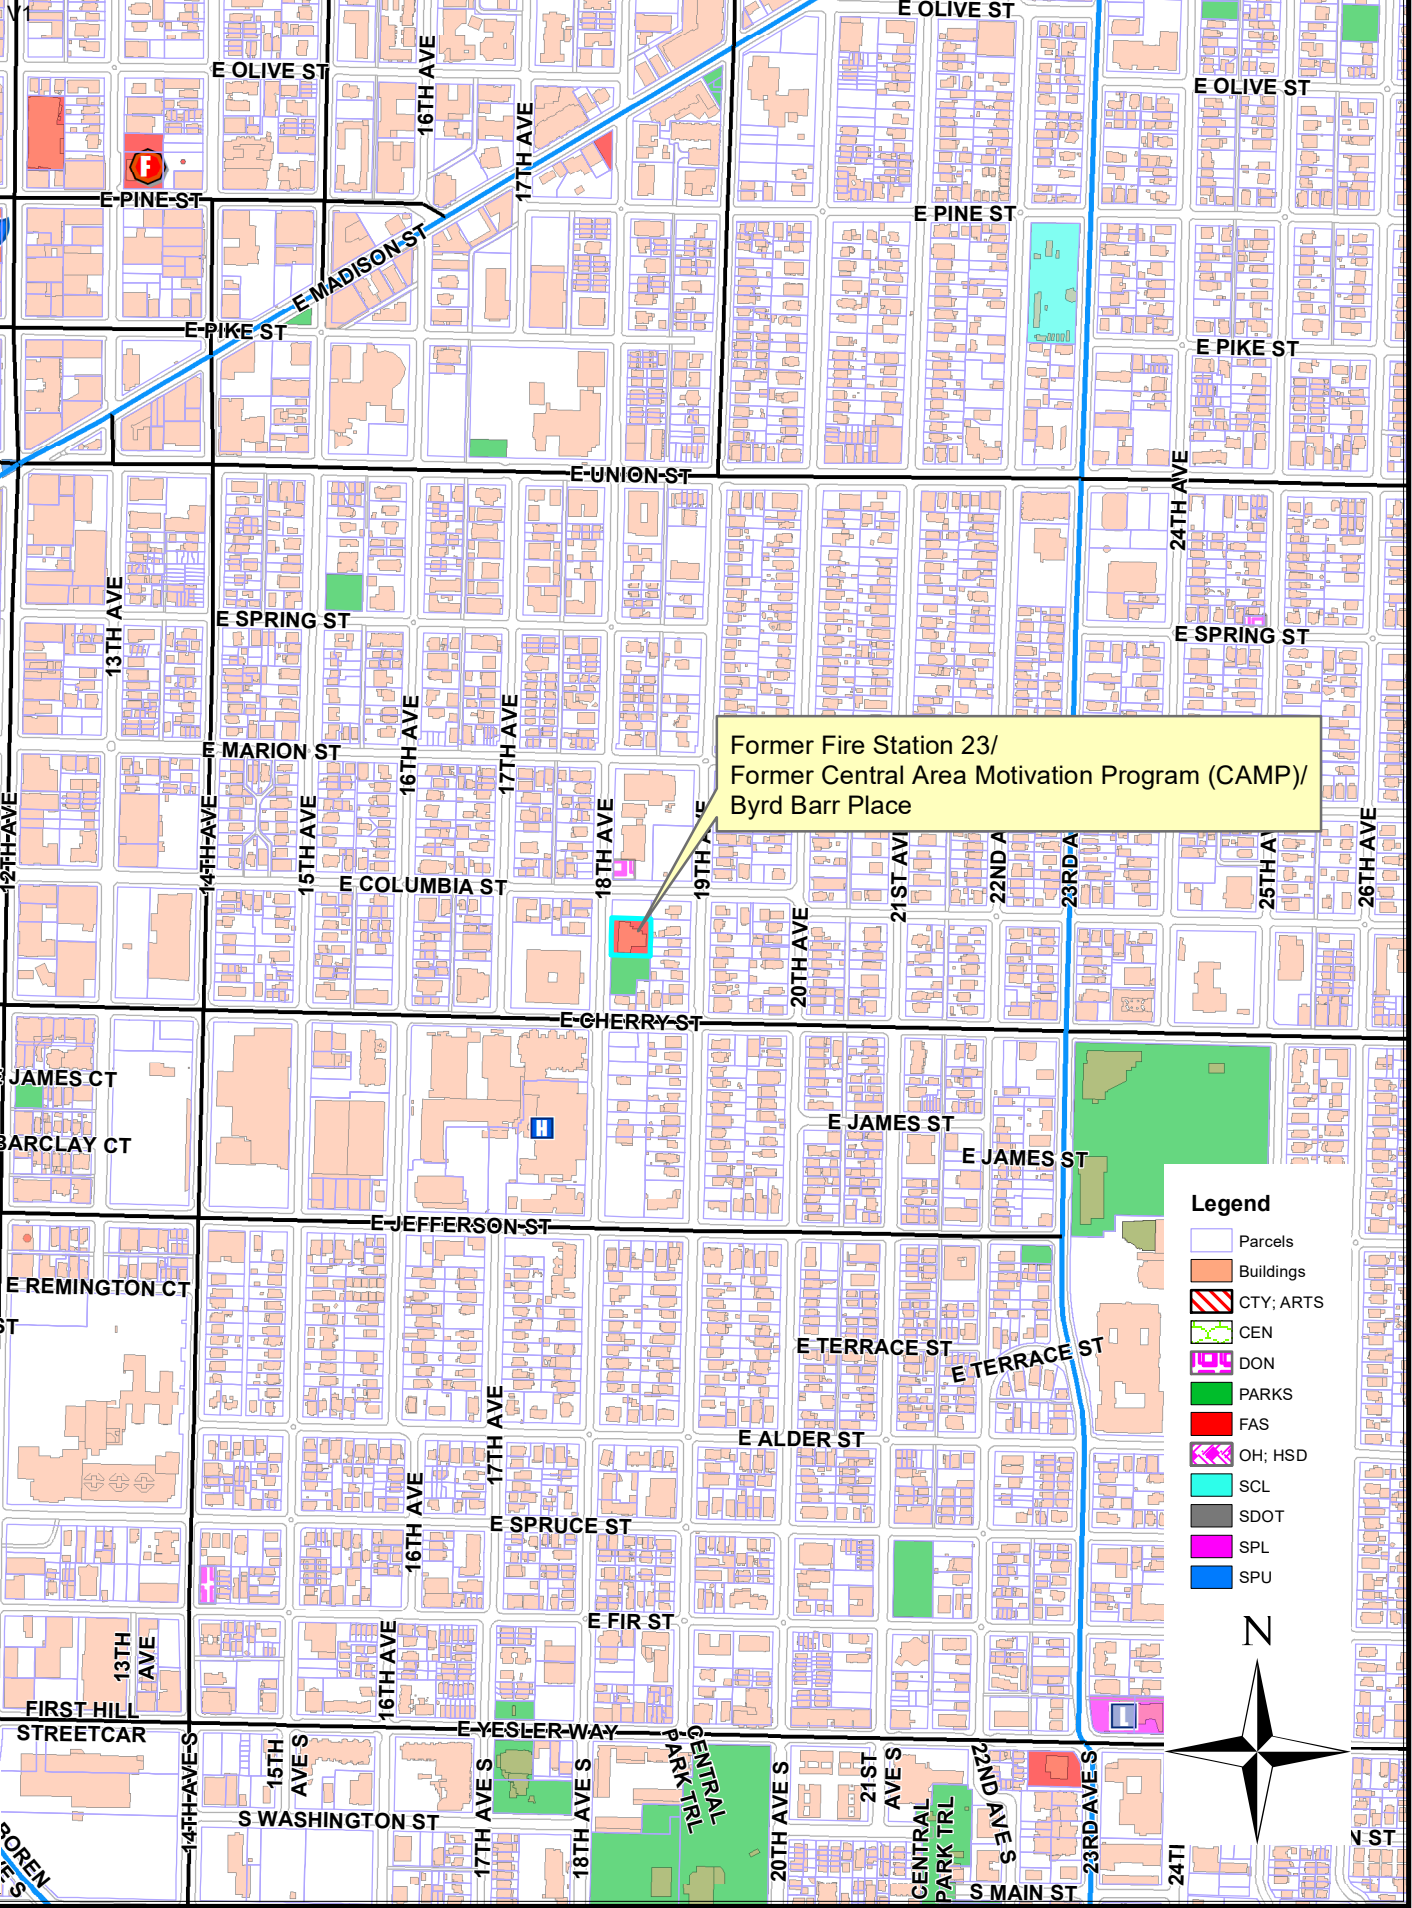 V1
E OLIVE ST
E OLIVE ST
E OLIVE ST
16TH AVE
17TH AVE
F
E PINE ST
E PINE ST
E MADISON ST
E PIKE ST
E PIKE ST
E UNION ST
24TH AVE
13TH AVE
E SPRING ST
E SPRING ST
16TH AVE
17TH AVE
E MARION ST
Former Fire Station 23/
Former Central Area Motivation Program (CAMP)/
Byrd Barr Place
12TH AVE
14TH AVE
15TH AVE
18TH AVE
19TH AVE
21ST AVE
22ND A
23RD A
25TH AV
26TH AVE
E COLUMBIA ST
20TH AVE
E CHERRY ST
E JAMES CT
BARCLAY CT
H
E JAMES ST
E JAMES ST
E JEFFERSON ST
E REMINGTON CT
ST
E TERRACE ST
E TERRACE ST
17TH AVE
E ALDER ST
16TH AVE
E SPRUCE ST
E FIR ST
13TH
AVE
16TH AVE
FIRST HILL
STREETCAR
E YESLER WAY
L
14TH AVE S
15TH
AVE S
S WASHINGTON ST
17TH AVE S
18TH AVE S
CENTRAL
PARK TRL
20TH AVE S
21ST
AVE S
CENTRAL
PARK TRL
22ND AVE S
23RD AVE S
S MAIN ST
24TH
N ST
BOREN
AVE S
Legend
Parcels
Buildings
CTY; ARTS
CEN
DON
PARKS
FAS
OH; HSD
SCL
SDOT
SPL
SPU
N